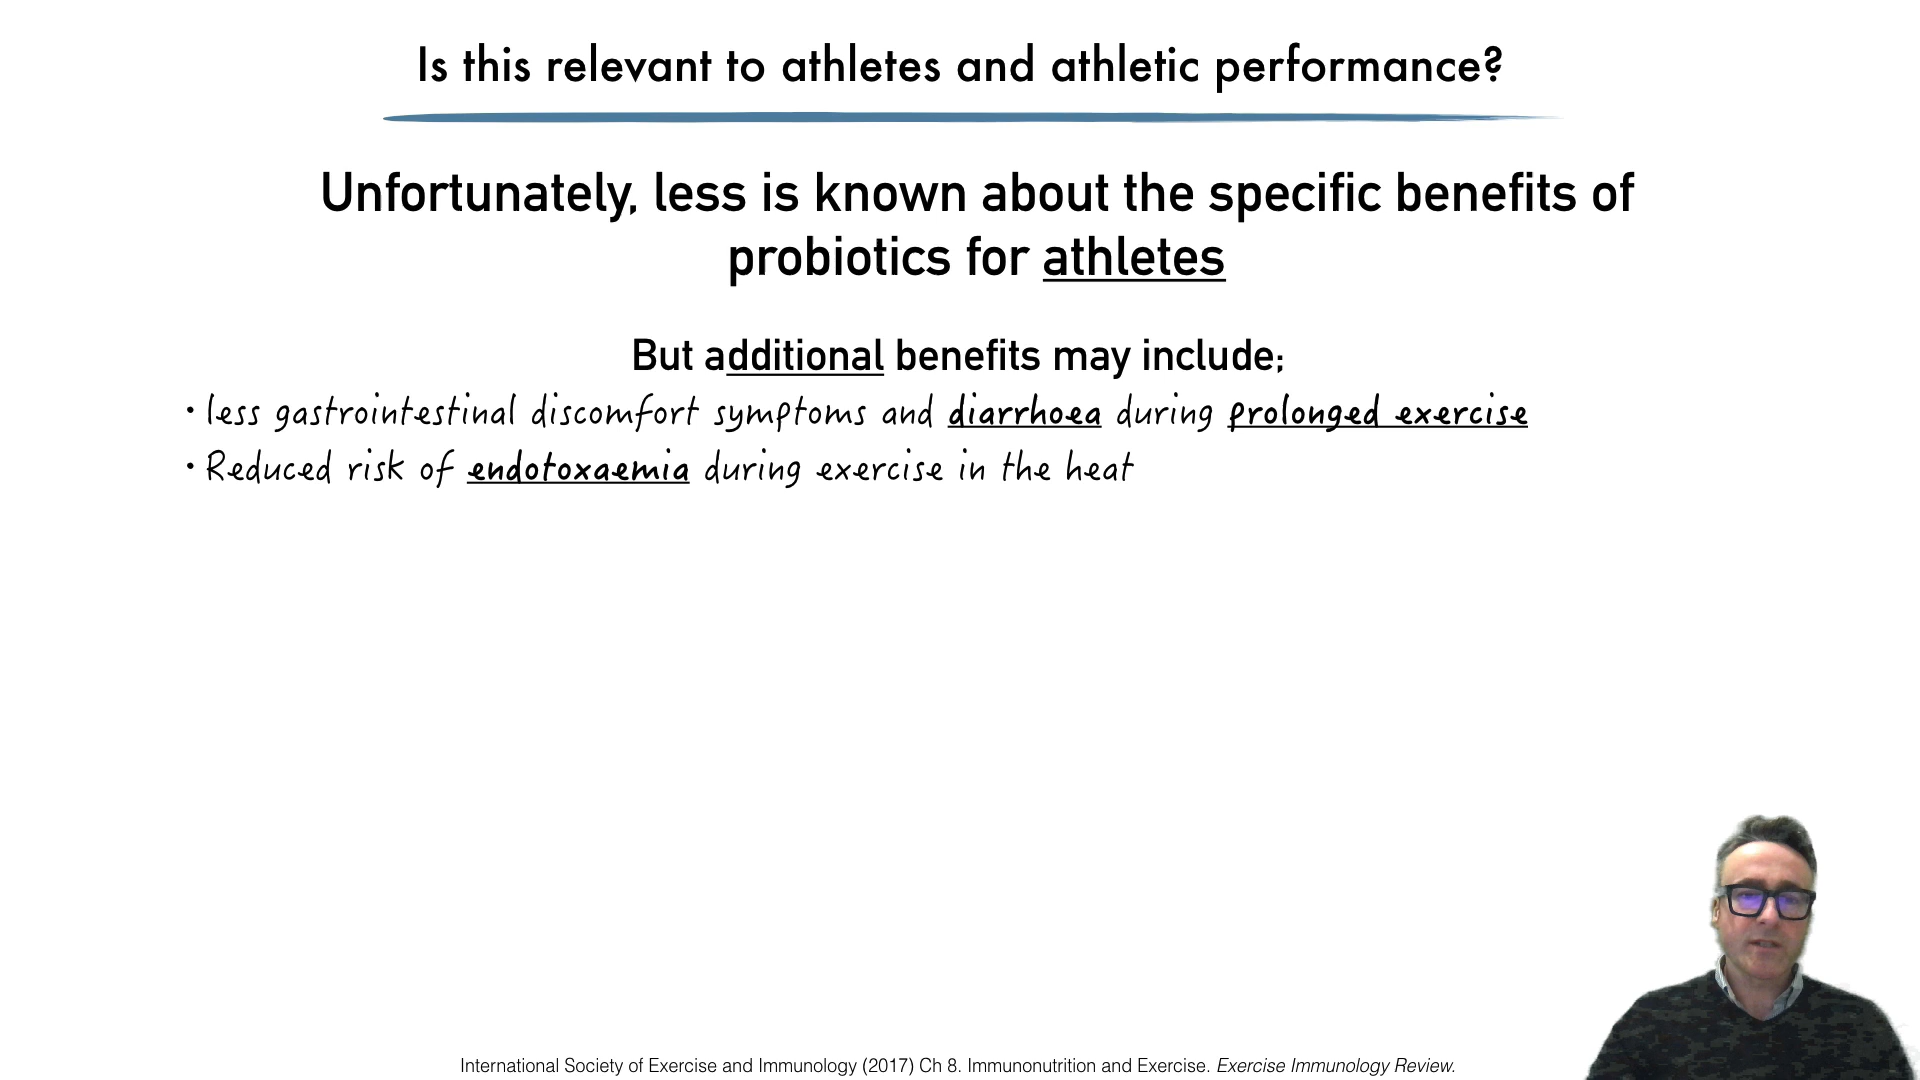 Is this relevant to athletes and athletic performance?
Unfortunately, less is known about the specific benefits of
probiotics for athletes
But additional benefits may include;
• less gastrointestinal discomfort symptoms and diarrhoea during prolonged exercise
• Reduced risk of endotoxaemia during exercise in the heat
International Society of Exercise and Immunology (2017) Ch 8. Immunonutrition and Exercise. Exercise Immunology Review.